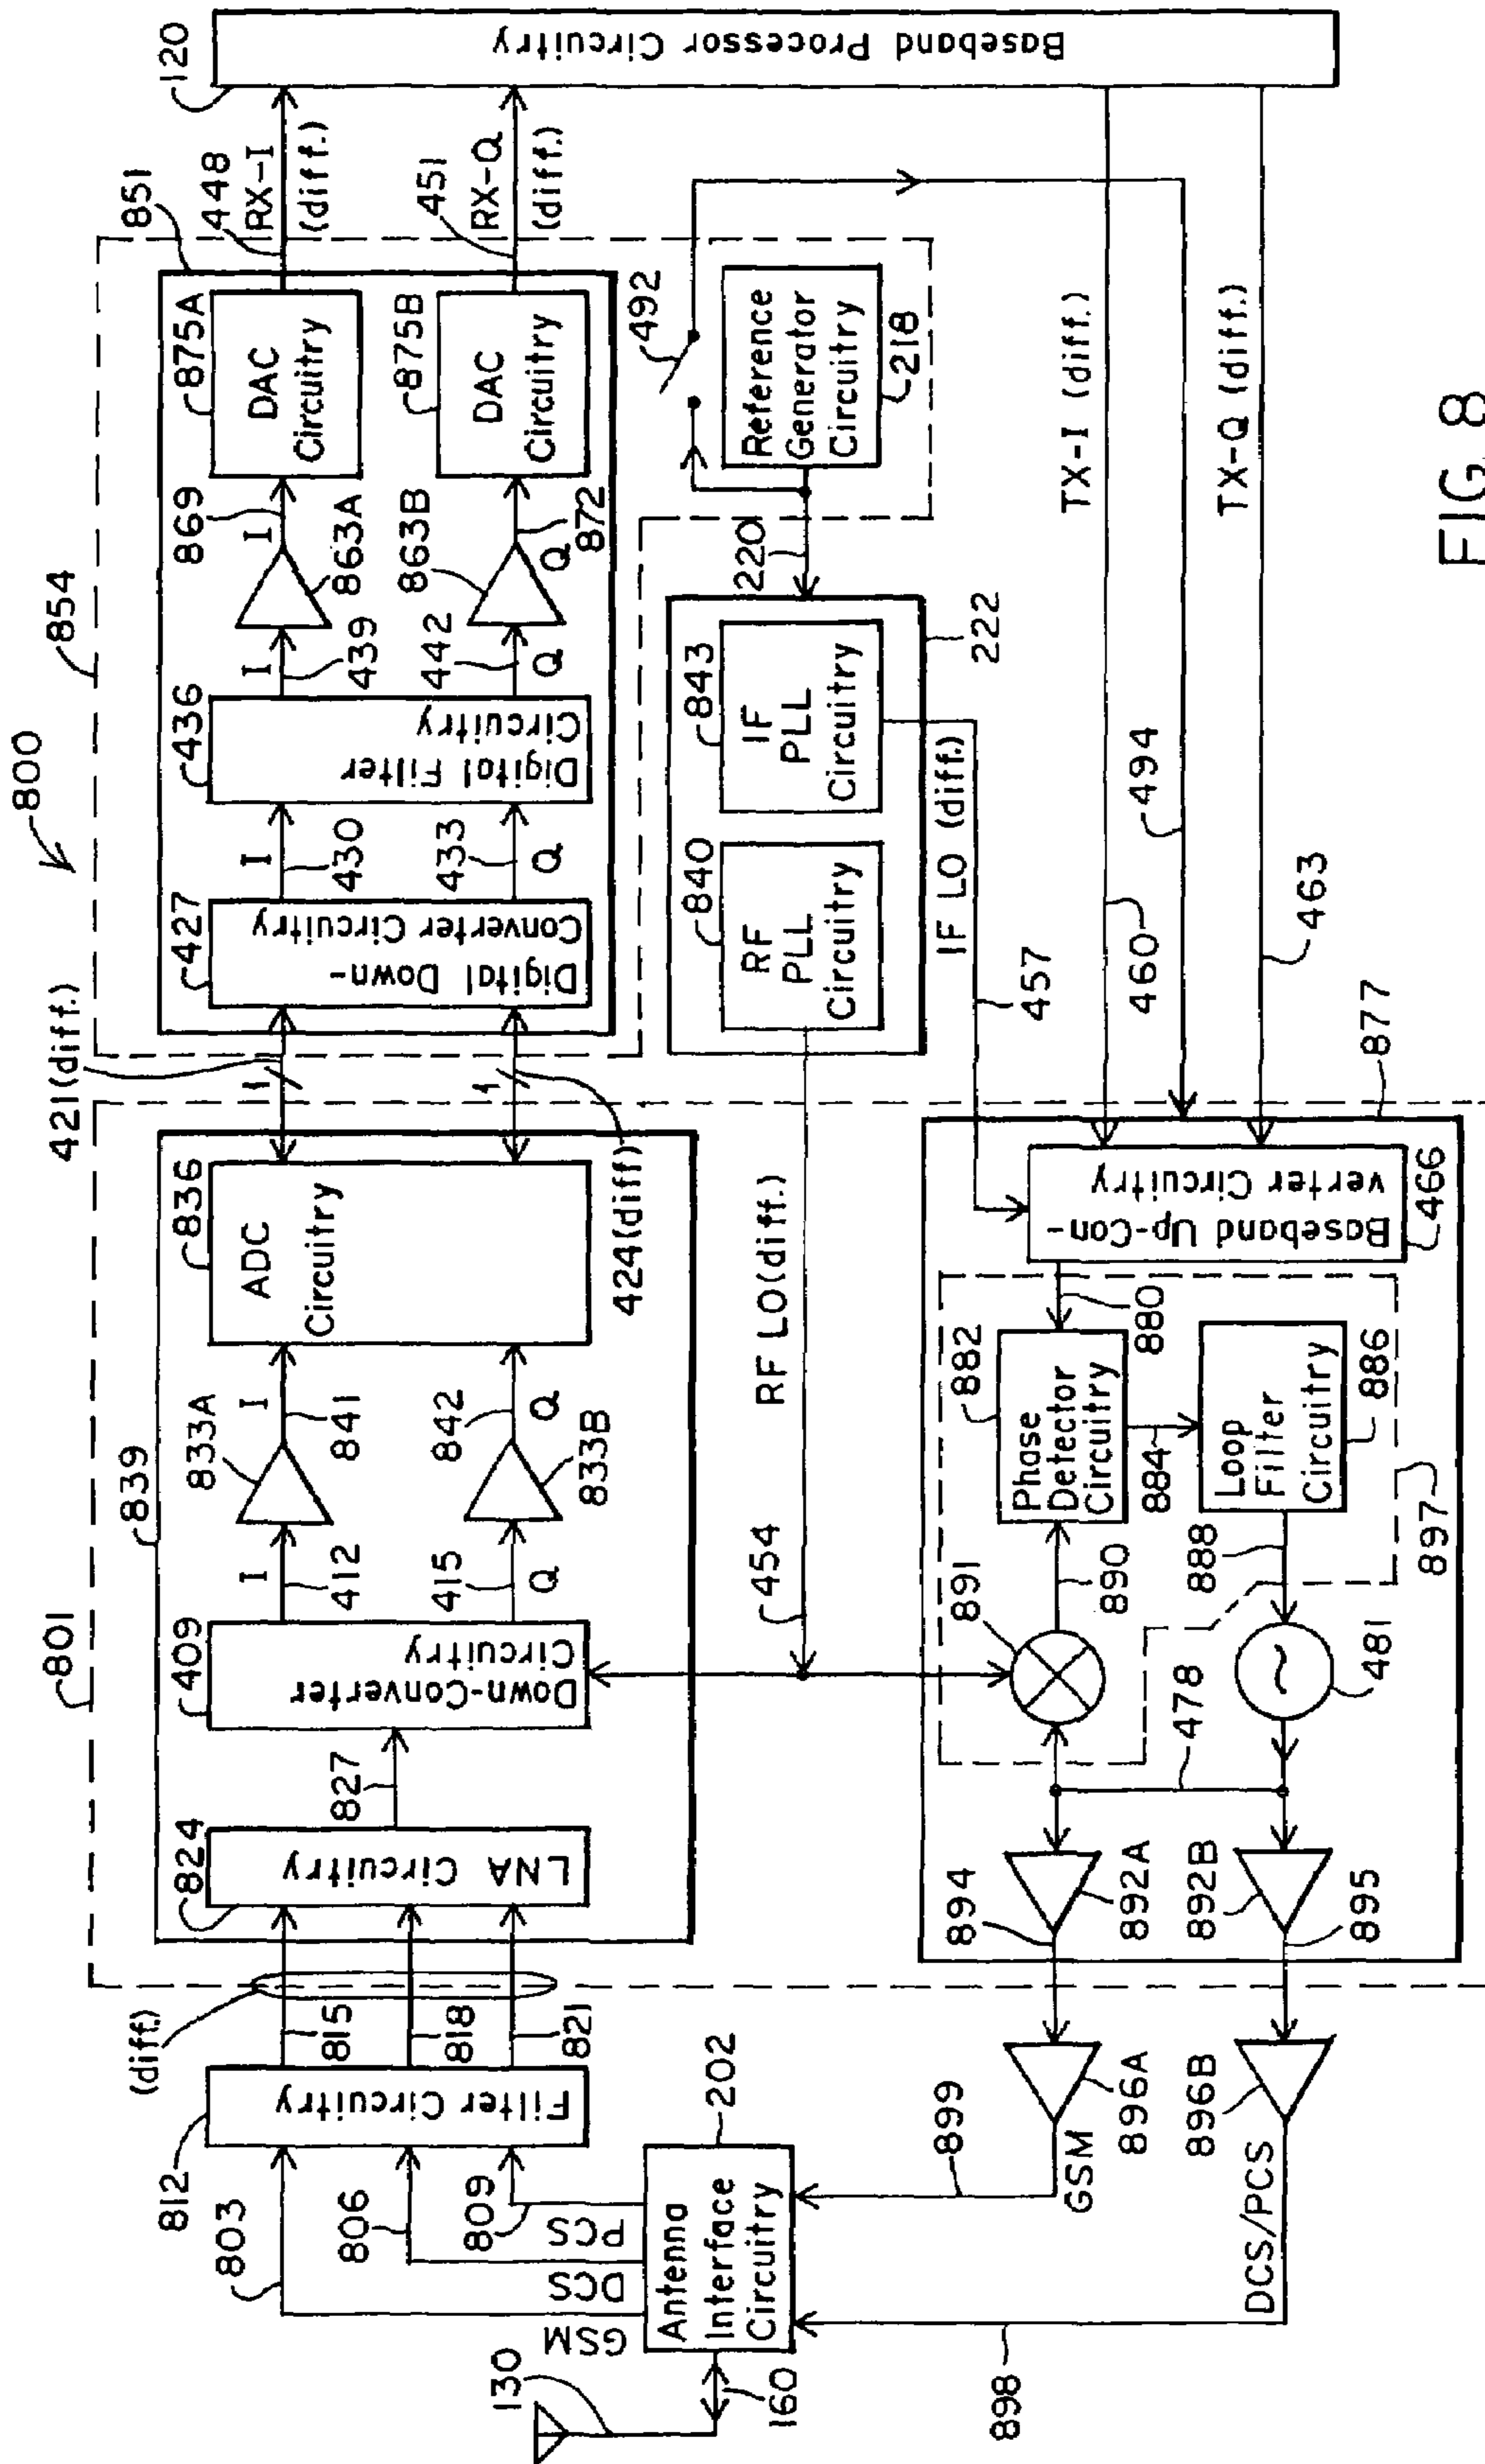 800
801
839
803
812
Filter Circuitry
(diff.)
815
818
821
806
809
GSM
DCS
PCS
130
160
202
Antenna
Interface
Circuitry
824
LNA Circuitry
827
409
Down-Converter
Circuitry
I
412
415
Q
833A
833B
I
841
842
Q
836
ADC
Circuitry
421(diff.)
1
1
424(diff)
854
851
427
Digital Down-
Converter Circuitry
I
430
433
Q
436
Digital Filter
Circuitry
I
439
442
Q
863A
863B
869
I
Q
872
875A
DAC
Circuitry
875B
DAC
Circuitry
448
RX-I
(diff.)
451
RX-Q
(diff.)
120
Baseband Processor Circuitry
492
Reference
Generator
Circuitry
218
220
222
840
RF
PLL
Circuitry
843
IF
PLL
Circuitry
RF LO(diff.)
454
IF LO (diff.)
457
TX-I (diff.)
460
494
TX-Q (diff.)
463
877
Baseband Up-Con-
verter Circuitry
466
880
882
Phase
Detector
Circuitry
884
Loop
Filter
Circuitry
886
888
890
891
897
481
478
892A
892B
894
895
896A
896B
899
GSM
DCS/PCS
898
FIG. 8